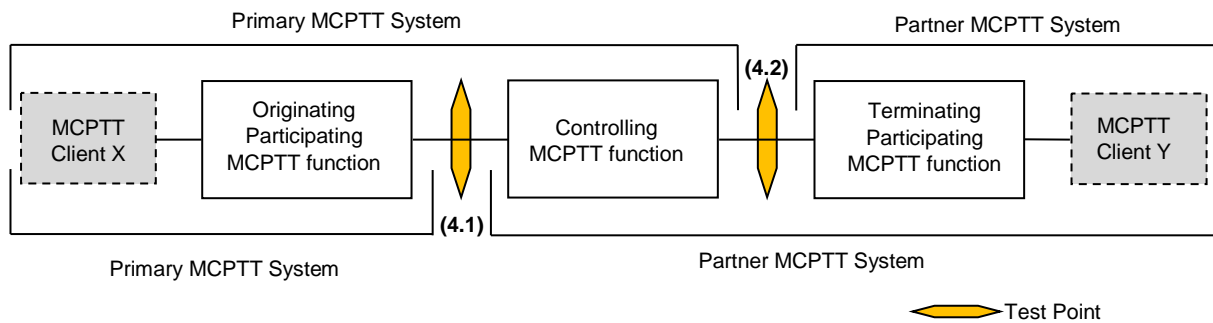 Primary MCPTT System
Partner MCPTT System
(4.2)
MCPTT
Client X
Originating
Participating
MCPTT function
Controlling
MCPTT function
Terminating
Participating
MCPTT function
MCPTT
Client Y
(4.1)
Primary MCPTT System
Partner MCPTT System
Test Point